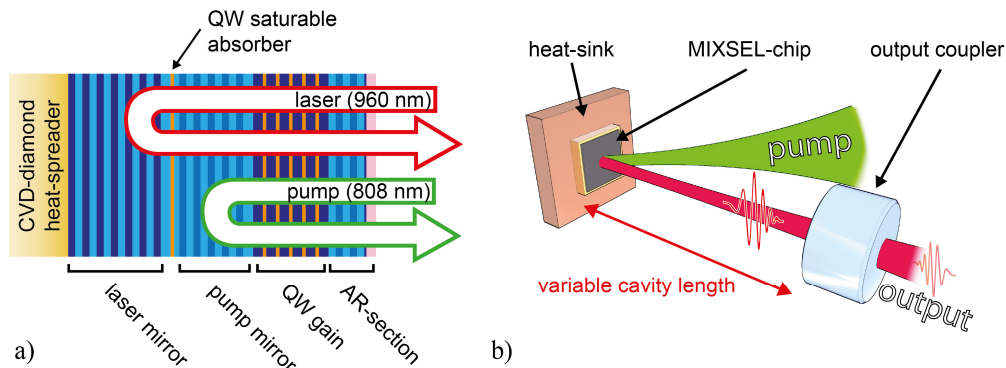 QW saturable
absorber
CVD-diamond
heat-spreader
laser (960 nm)
pump (808 nm)
laser mirror
pump mirror
QW gain
AR-section
a)
heat-sink
MIXSEL-chip
output coupler
pump
variable cavity length
output
b)